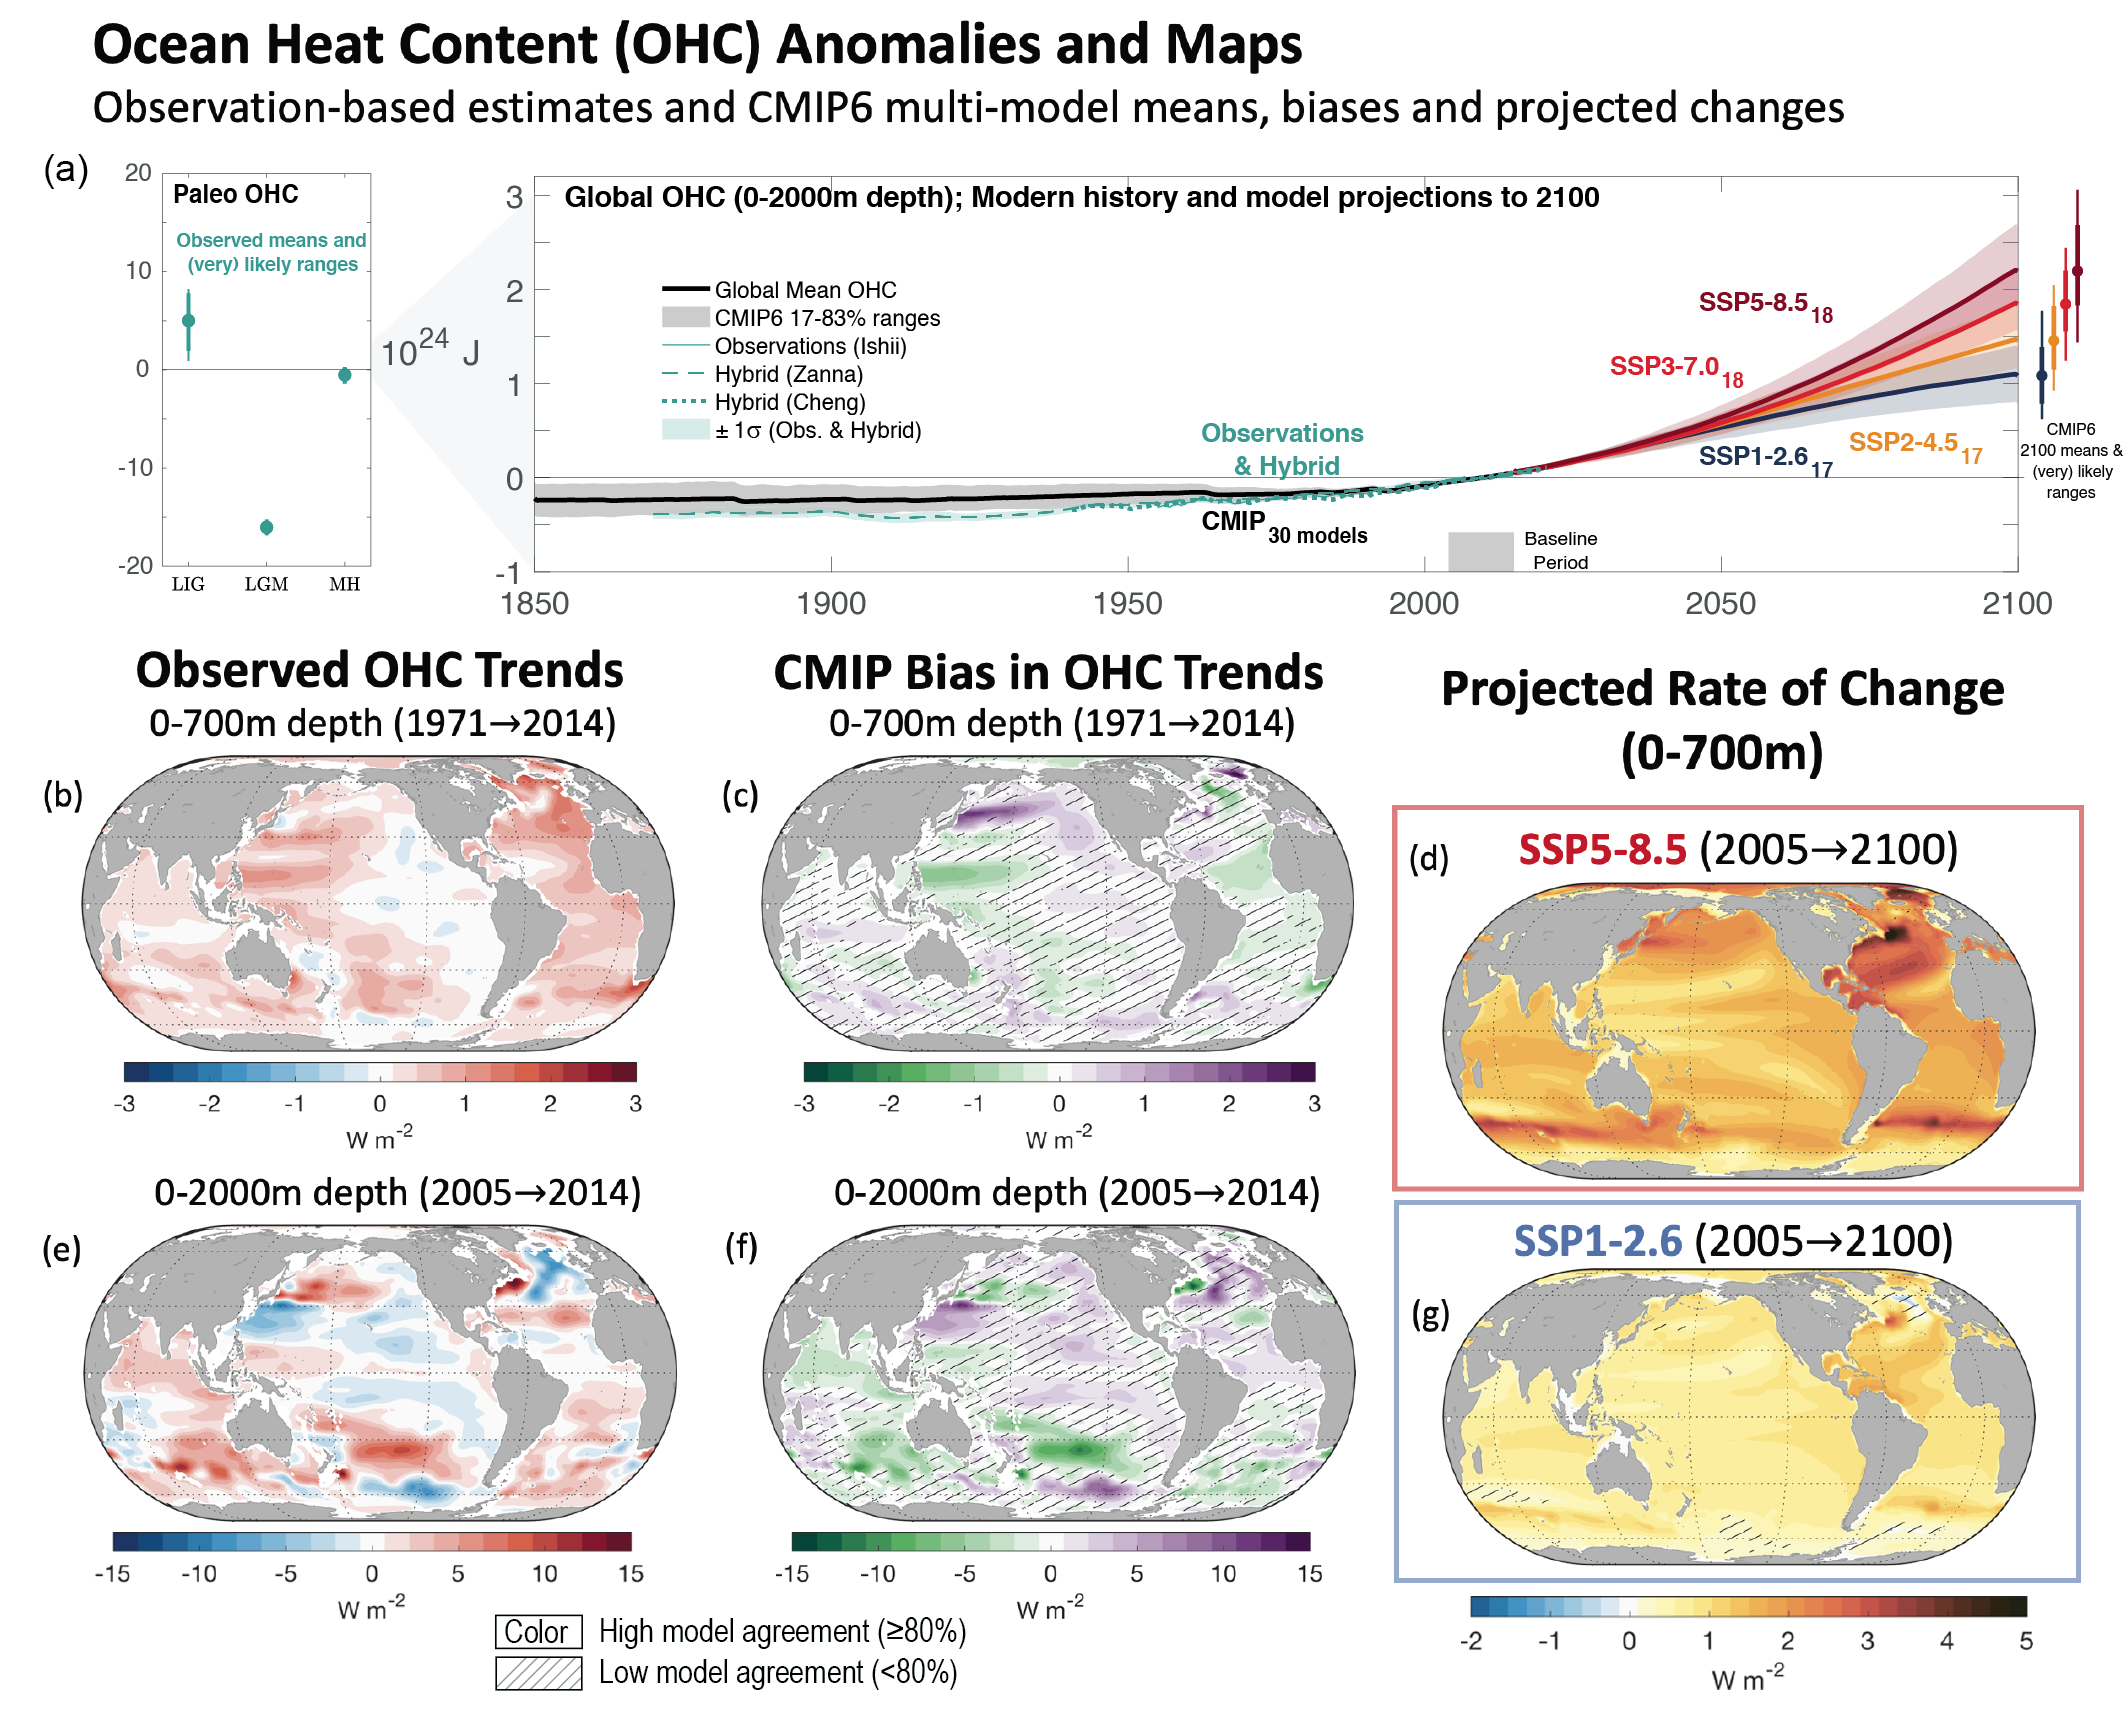 Ocean Heat Content (OHC) Anomalies and Maps
Observation-based estimates and CMIP6 multi-model means, biases and projected changes
(a)
20
10
0
-10
-20
Paleo OHC
Observed means and
(very) likely ranges
LIG LGM MH
10²⁴ J
3
2
1
0
-1
Global OHC (0-2000m depth); Modern history and model projections to 2100
Global Mean OHC
CMIP6 17-83% ranges
Observations (Ishii)
Hybrid (Zanna)
Hybrid (Cheng)
± 1σ (Obs. & Hybrid)
Observations
& Hybrid
CMIP 30 models
SSP5-8.5 18
SSP3-7.0 18
SSP2-4.5 17
SSP1-2.6 17
Baseline
Period
CMIP6
2100 means &
(very) likely
ranges
1850 1900 1950 2000 2050 2100
Observed OHC Trends
0-700m depth (1971→2014)
(b)
-3 -2 -1 0 1 2 3
W m⁻²
CMIP Bias in OHC Trends
0-700m depth (1971→2014)
(c)
-3 -2 -1 0 1 2 3
W m⁻²
Projected Rate of Change
(0-700m)
(d)
SSP5-8.5 (2005→2100)
0-2000m depth (2005→2014)
(e)
-15 -10 -5 0 5 10 15
W m⁻²
0-2000m depth (2005→2014)
(f)
-15 -10 -5 0 5 10 15
W m⁻²
SSP1-2.6 (2005→2100)
(g)
-2 -1 0 1 2 3 4 5
W m⁻²
Color High model agreement (≥80%)
Low model agreement (<80%)